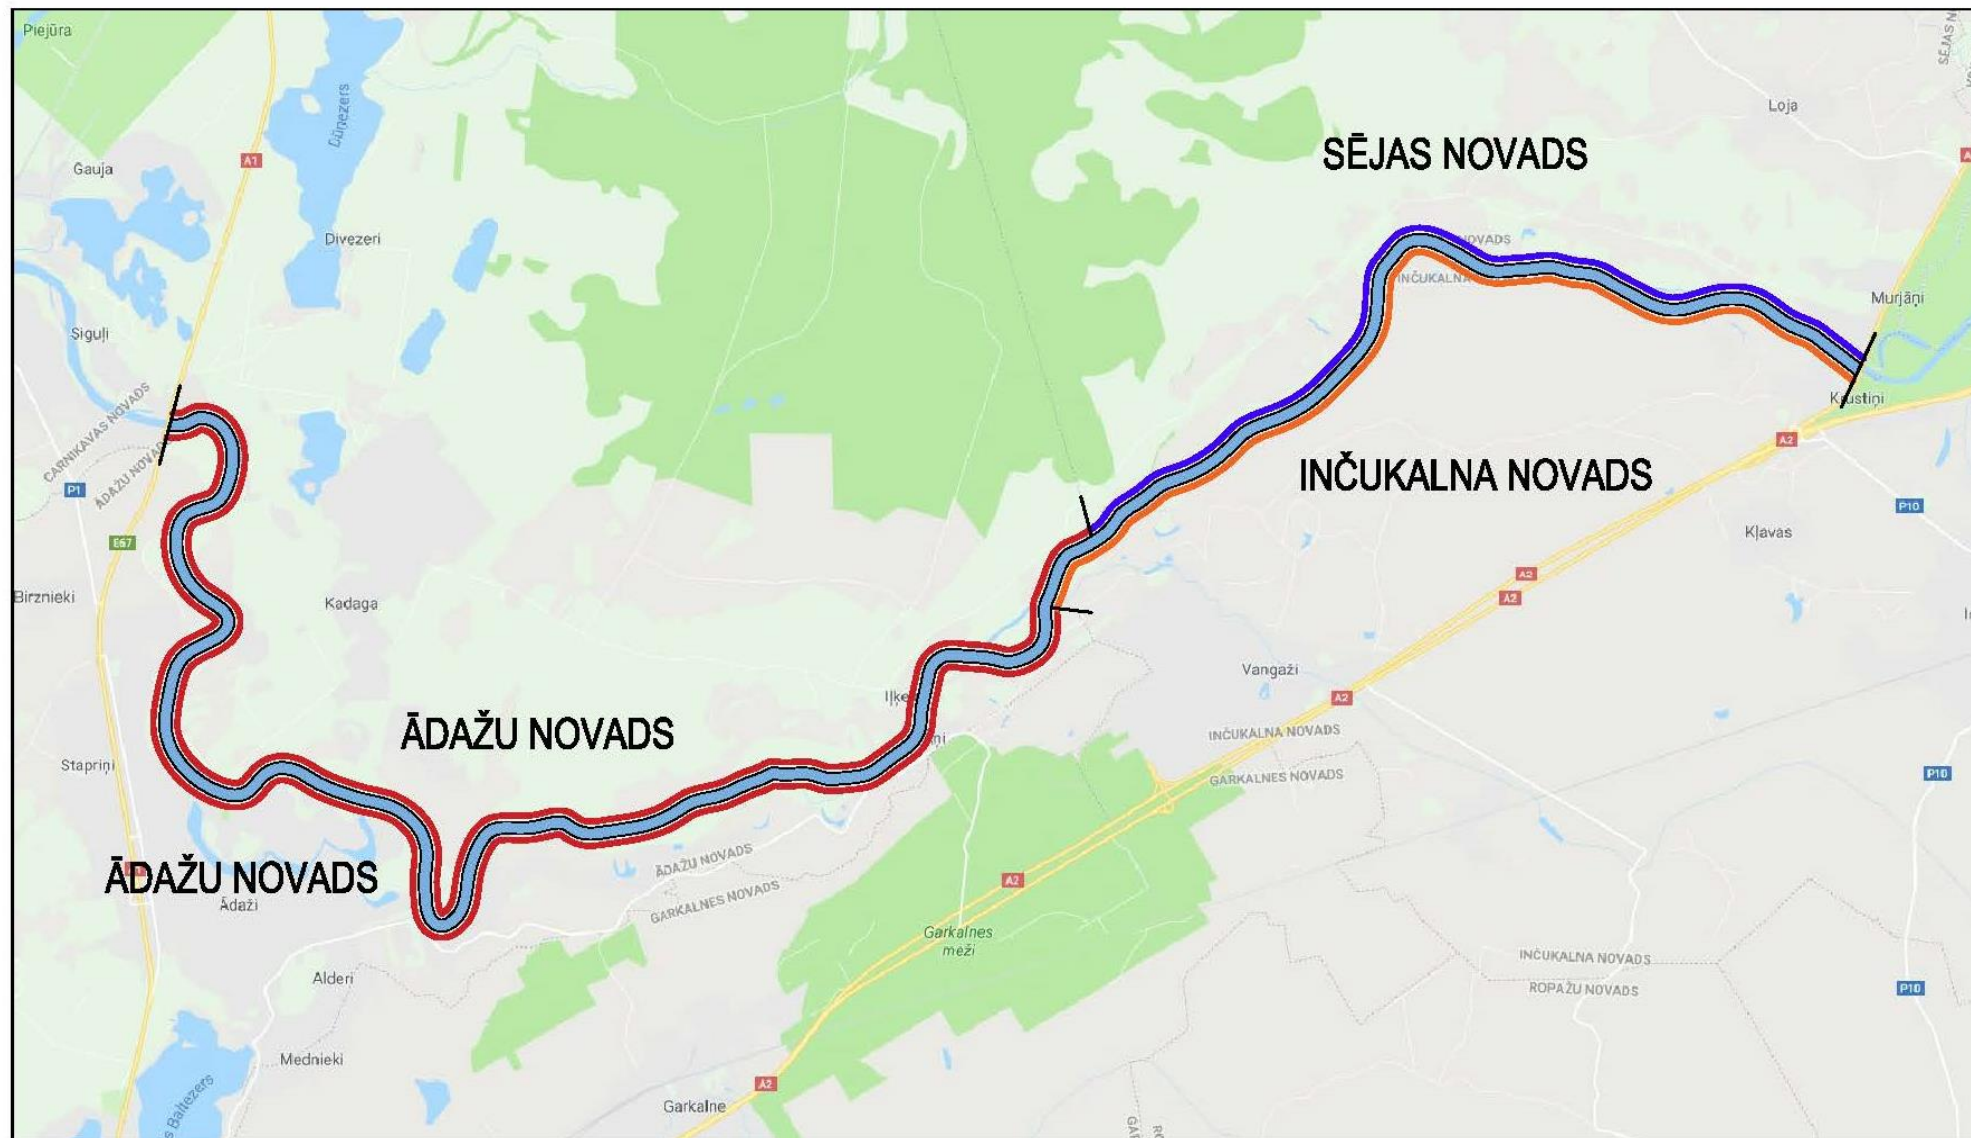 Piejūra
Dūņezers
SĒJAS N
Loja
A1
SĒJAS NOVADS
Gauja
Divezeri
NOVADS
INČUKALNA
Murjāņi
Siguļi
CARNIKAVAS NOVADS
ĀDAŽU NOVADS
P1
Krustiņi
A2
INČUKALNA NOVADS
P10
Kļavas
E67
A2
A2
Birznieki
Kadaga
Vangaži
A2
Iļķe
ĀDAŽU NOVADS
INČUKALNA NOVADS
GARKALNES NOVADS
Stapriņi
P10
ĀDAŽU NOVADS
Ādaži
ĀDAŽU NOVADS
GARKALNES NOVADS
A2
Garkalnes
meži
Alderi
INČUKALNA NOVADS
ROPAŽU NOVADS
P10
Mednieki
s Baltezers
A2
Garkalne